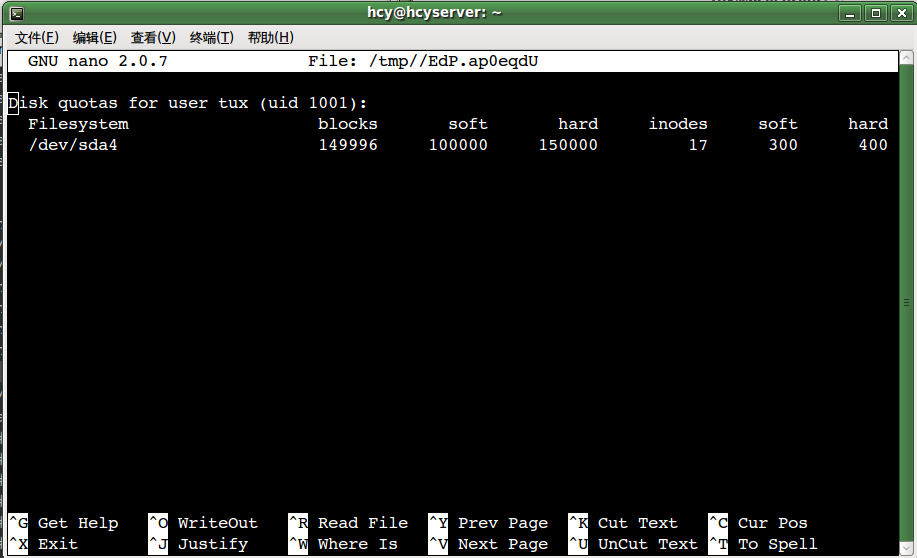 hcy@hcyserver: ~
文件(F) 编辑(E) 查看(V) 终端(T) 帮助(H)
GNU nano 2.0.7 File: /tmp//EdP.ap0eqdU
Disk quotas for user tux (uid 1001):
Filesystem blocks soft hard inodes soft hard
/dev/sda4 149996 100000 150000 17 300 400
^G Get Help ^O WriteOut ^R Read File ^Y Prev Page ^K Cut Text ^C Cur Pos
^X Exit ^J Justify ^W Where Is ^V Next Page ^U UnCut Text ^T To Spell